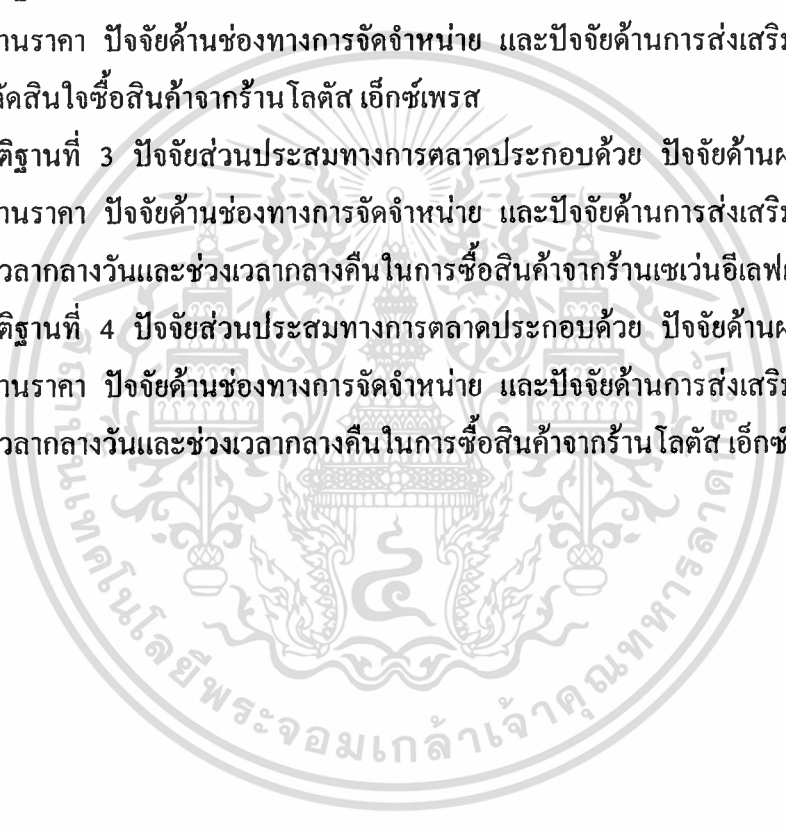 านราคา ปัจจัยด้านช่องทางการจัดจำหน่าย และปัจจัยด้านการส่งเสริม
ัดสินใจซื้อสินค้าจากร้านโลตัส เอ็กซ์เพรส
ติฐานที่ 3 ปัจจัยส่วนประสมทางการตลาดประกอบด้วย ปัจจัยด้านผ
านราคา ปัจจัยด้านช่องทางการจัดจำหน่าย และปัจจัยด้านการส่งเสริม
วลากลางวันและช่วงเวลากลางคืนในการซื้อสินค้าจากร้านเซเว่นอีเลฟ
ติฐานที่ 4 ปัจจัยส่วนประสมทางการตลาดประกอบด้วย ปัจจัยด้านผ
านราคา ปัจจัยด้านช่องทางการจัดจำหน่าย และปัจจัยด้านการส่งเสริม
วลากลางวันและช่วงเวลากลางคืนในการซื้อสินค้าจากร้านโลตัส เอ็กซ์
สถาบันเทคโนโลยีพระจอมเกล้าเจ้าคุณทหารลาดกระบัง